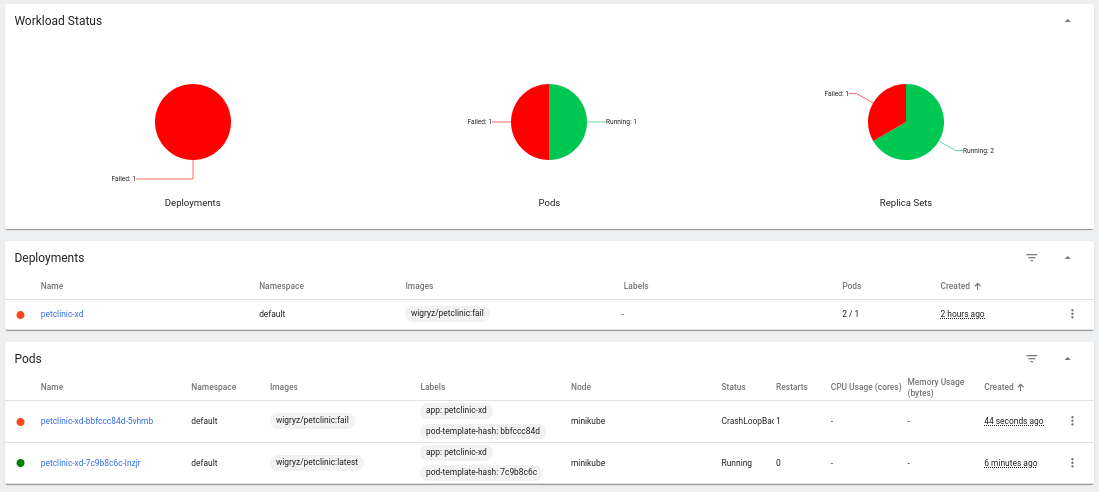 Workload Status
Failed: 1
Deployments
Failed: 1
Running: 1
Pods
Failed: 1
Running: 2
Replica Sets
Deployments
Name Namespace Images Labels Pods Created
petclinic-xd default wigryz/petclinic:fail - 2 / 1 2 hours ago
Pods
Name Namespace Images Labels Node Status Restarts CPU Usage (cores) Memory Usage (bytes) Created
petclinic-xd-bbfccc84d-5vhmb default wigryz/petclinic:fail app: petclinic-xd minikube CrashLoopBac 1 - - 44 seconds ago
pod-template-hash: bbfccc84d
petclinic-xd-7c9b8c6c-lnzjr default wigryz/petclinic:latest app: petclinic-xd minikube Running 0 - - 6 minutes ago
pod-template-hash: 7c9b8c6c